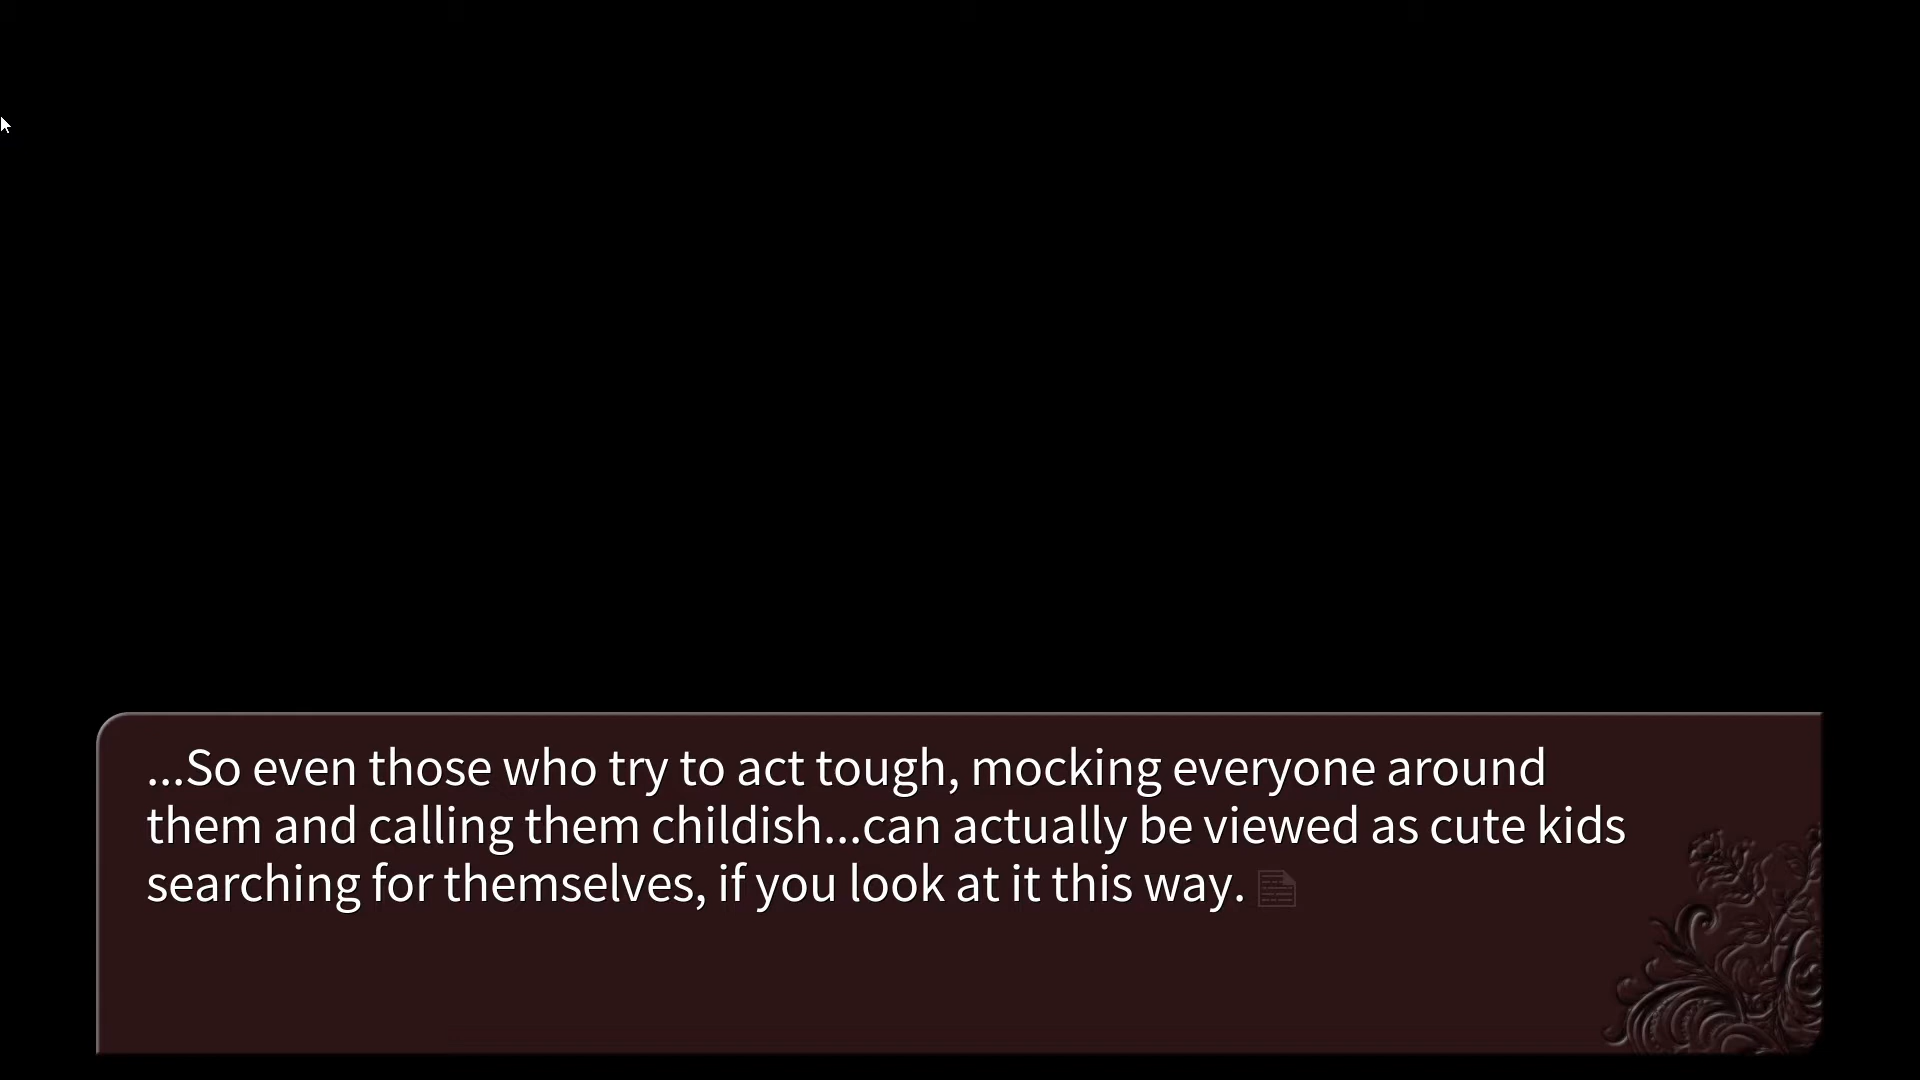 ...So even those who try to act tough, mocking everyone around
them and calling them childish...can actually be viewed as cute kids
searching for themselves, if you look at it this way.